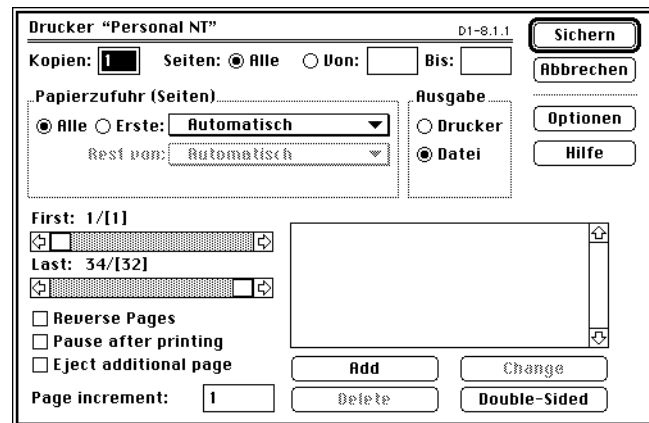 Drucker “Personal NT” D1-8.1.1
Sichern
Kopien: 1 Seiten: Alle Von: Bis:
Abbrechen
Papierzufuhr (Seiten)
Alle Erste: Automatisch
Rest von: Automatisch
Ausgabe
Drucker
Datei
Optionen
Hilfe
First: 1/[1]
Last: 34/[32]
Reverse Pages
Pause after printing
Eject additional page
Page increment: 1
Add
Change
Delete
Double-Sided